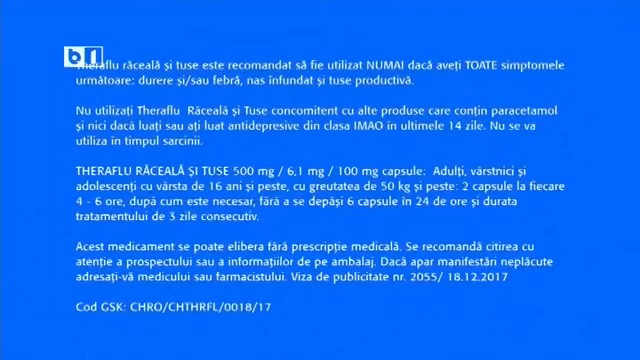 b1
Theraflu răceală și tuse este recomandat să fie utilizat NUMAI dacă aveți TOATE simptomele
următoare: durere și/sau febră, nas înfundat și tuse productivă.
Nu utilizați Theraflu Răceală și Tuse concomitent cu alte produse care conțin paracetamol
și nici dacă luați sau ați luat antidepresive din clasa IMAO în ultimele 14 zile. Nu se va
utiliza în timpul sarcinii.
THERAFLU RĂCEALĂ ȘI TUSE 500 mg / 6,1 mg / 100 mg capsule: Adulți, vârstnici și
adolescenți cu vârsta de 16 ani și peste, cu greutatea de 50 kg și peste: 2 capsule la fiecare
4 - 6 ore, după cum este necesar, fără a se depăși 6 capsule în 24 de ore și durata
tratamentului de 3 zile consecutiv.
Acest medicament se poate elibera fără prescripție medicală. Se recomandă citirea cu
atenție a prospectului sau a informațiilor de pe ambalaj. Dacă apar manifestări neplăcute
adresați-vă medicului sau farmacistului. Viza de publicitate nr. 2055/ 18.12.2017
Cod GSK: CHRO/CHTHRFL/0018/17